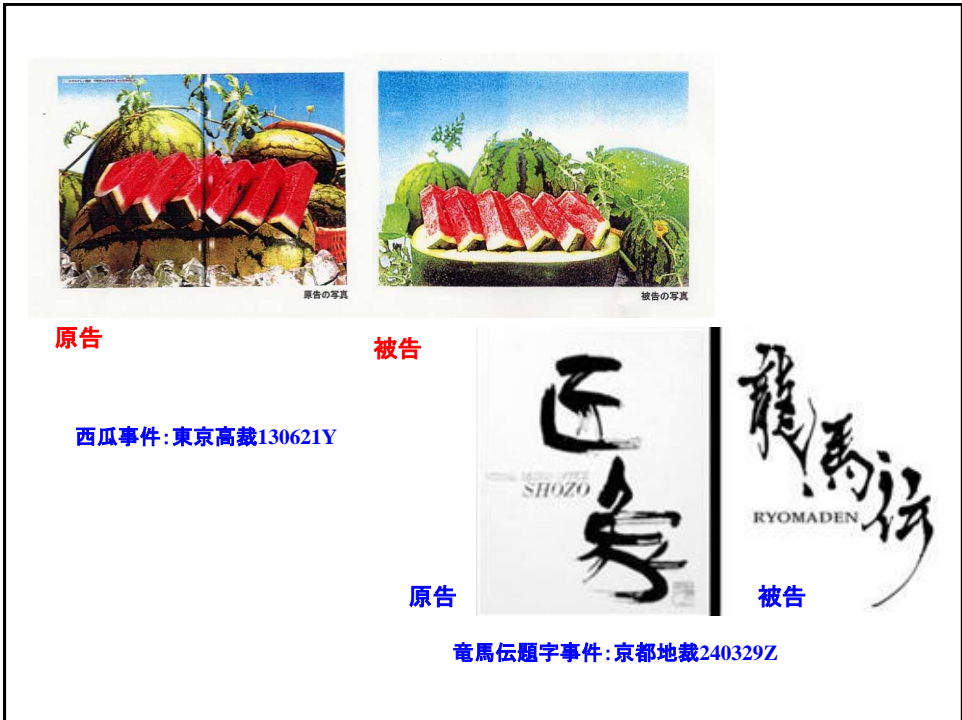 原告の写真
被告の写真
原告
被告
西瓜事件:東京高裁130621Y
匠
SHOZO
龍馬伝
RYOMADEN
原告
被告
竜馬伝題字事件:京都地裁240329Z